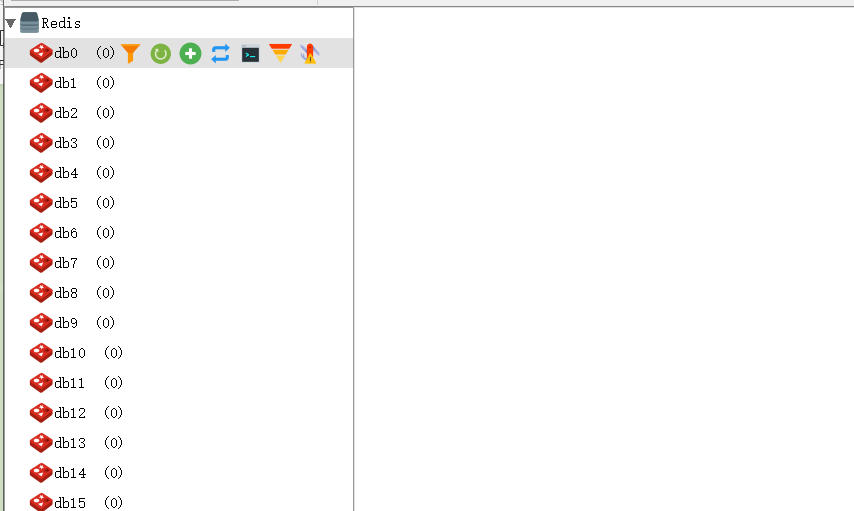 Redis
db0 (0)
db1 (0)
db2 (0)
db3 (0)
db4 (0)
db5 (0)
db6 (0)
db7 (0)
db8 (0)
db9 (0)
db10 (0)
db11 (0)
db12 (0)
db13 (0)
db14 (0)
db15 (0)